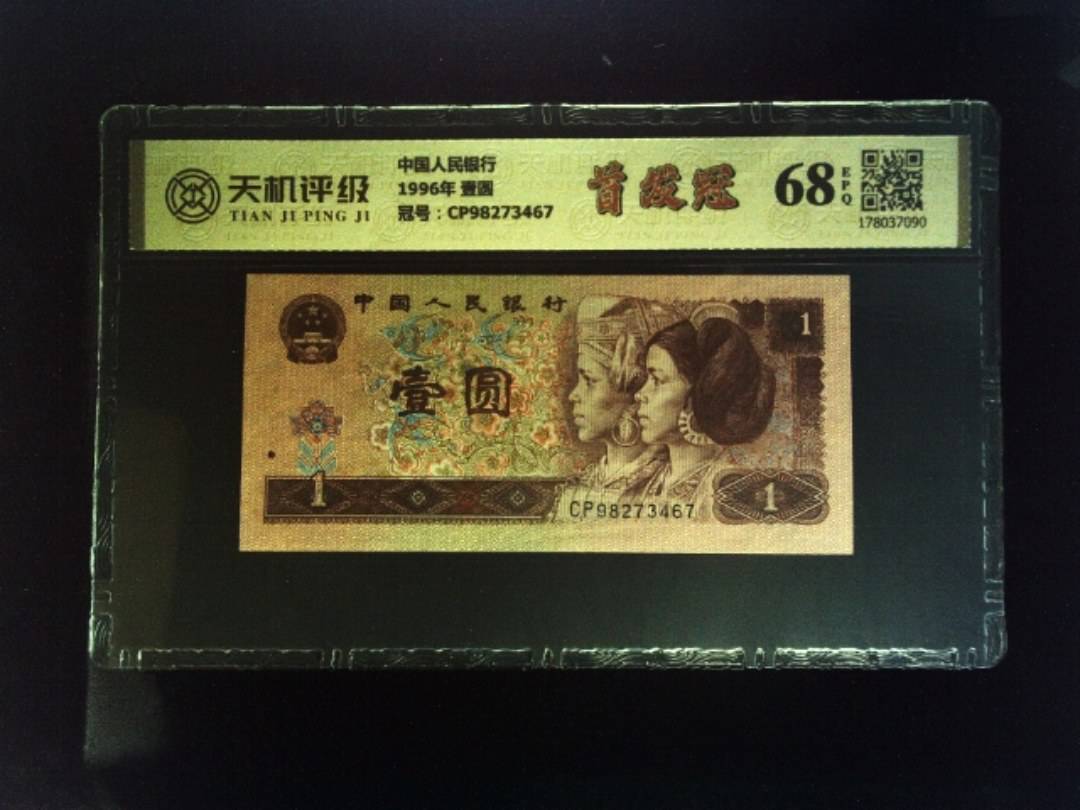 天机评级
TIAN JI PING JI
中国人民银行
1996年 壹圆
冠号：CP98273467
首发冠
68
EPQ
178037090
中国人民银行
1
壹圆
1
CP98273467
1